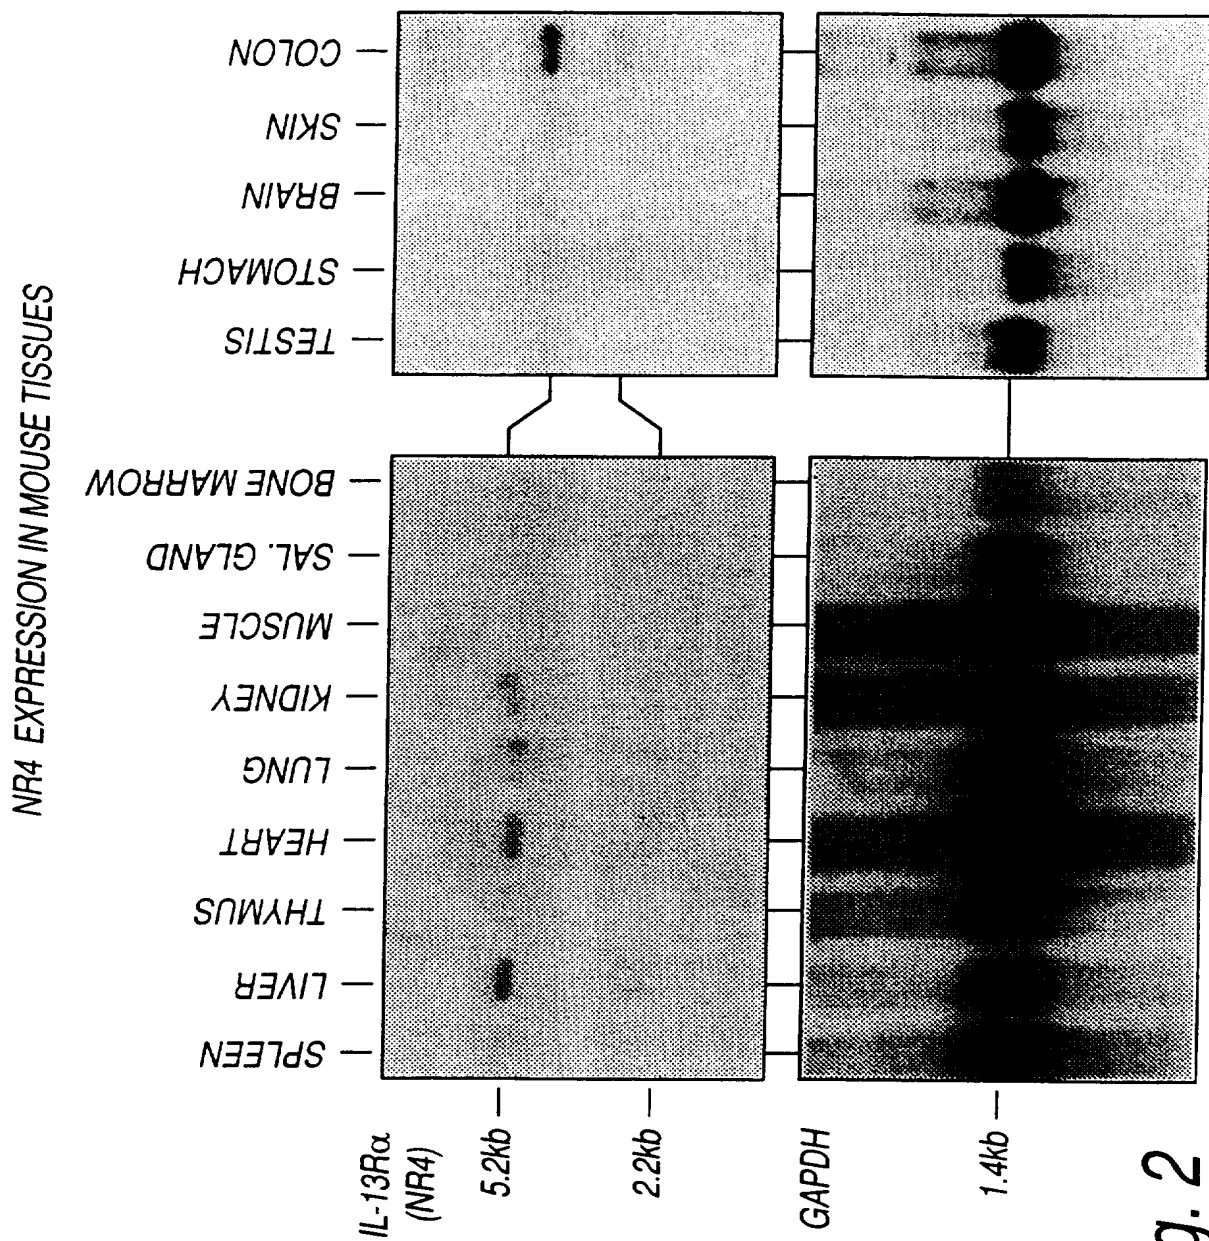 NR4 EXPRESSION IN MOUSE TISSUES
SPLEEN
LIVER
THYMUS
HEART
LUNG
KIDNEY
MUSCLE
SAL. GLAND
BONE MARROW
TESTIS
STOMACH
BRAIN
SKIN
COLON
IL-13Rα
(NR4)
5.2kb
2.2kb
GAPDH
1.4kb
g. 2